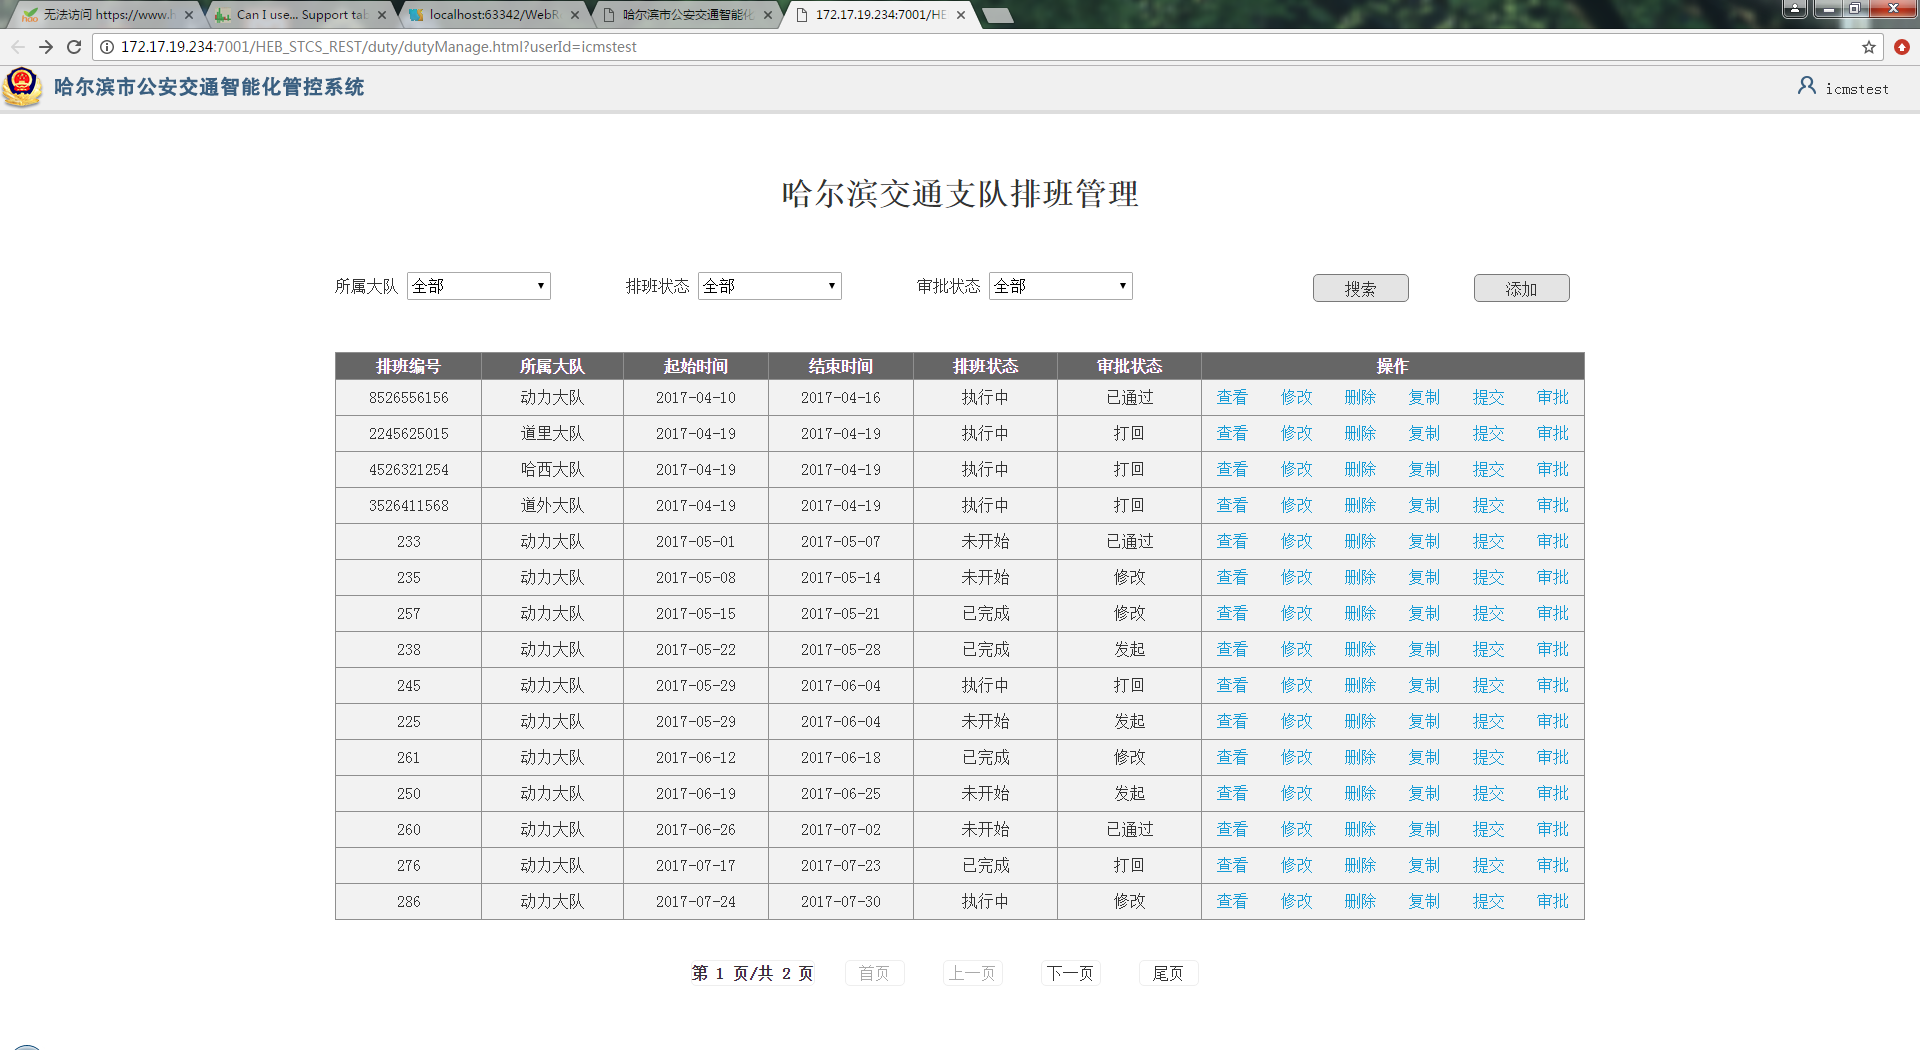 无法访问 https://www.h
Can I use... Support tab
localhost:63342/WebR
哈尔滨市公安交通智能化
172.17.19.234:7001/HE
172.17.19.234:7001/HEB_STCS_REST/duty/dutyManage.html?userId=icmstest
哈尔滨市公安交通智能化管控系统
icmstest
哈尔滨交通支队排班管理
所属大队 全部 排班状态 全部 审批状态 全部 搜索 添加
排班编号 所属大队 起始时间 结束时间 排班状态 审批状态 操作
8526556156 动力大队 2017-04-10 2017-04-16 执行中 已通过 查看 修改 删除 复制 提交 审批
2245625015 道里大队 2017-04-19 2017-04-19 执行中 打回 查看 修改 删除 复制 提交 审批
4526321254 哈西大队 2017-04-19 2017-04-19 执行中 打回 查看 修改 删除 复制 提交 审批
3526411568 道外大队 2017-04-19 2017-04-19 执行中 打回 查看 修改 删除 复制 提交 审批
233 动力大队 2017-05-01 2017-05-07 未开始 已通过 查看 修改 删除 复制 提交 审批
235 动力大队 2017-05-08 2017-05-14 未开始 修改 查看 修改 删除 复制 提交 审批
257 动力大队 2017-05-15 2017-05-21 已完成 修改 查看 修改 删除 复制 提交 审批
238 动力大队 2017-05-22 2017-05-28 已完成 发起 查看 修改 删除 复制 提交 审批
245 动力大队 2017-05-29 2017-06-04 执行中 打回 查看 修改 删除 复制 提交 审批
225 动力大队 2017-05-29 2017-06-04 未开始 发起 查看 修改 删除 复制 提交 审批
261 动力大队 2017-06-12 2017-06-18 已完成 修改 查看 修改 删除 复制 提交 审批
250 动力大队 2017-06-19 2017-06-25 未开始 发起 查看 修改 删除 复制 提交 审批
260 动力大队 2017-06-26 2017-07-02 未开始 已通过 查看 修改 删除 复制 提交 审批
276 动力大队 2017-07-17 2017-07-23 已完成 打回 查看 修改 删除 复制 提交 审批
286 动力大队 2017-07-24 2017-07-30 执行中 修改 查看 修改 删除 复制 提交 审批
第 1 页/共 2 页 首页 上一页 下一页 尾页